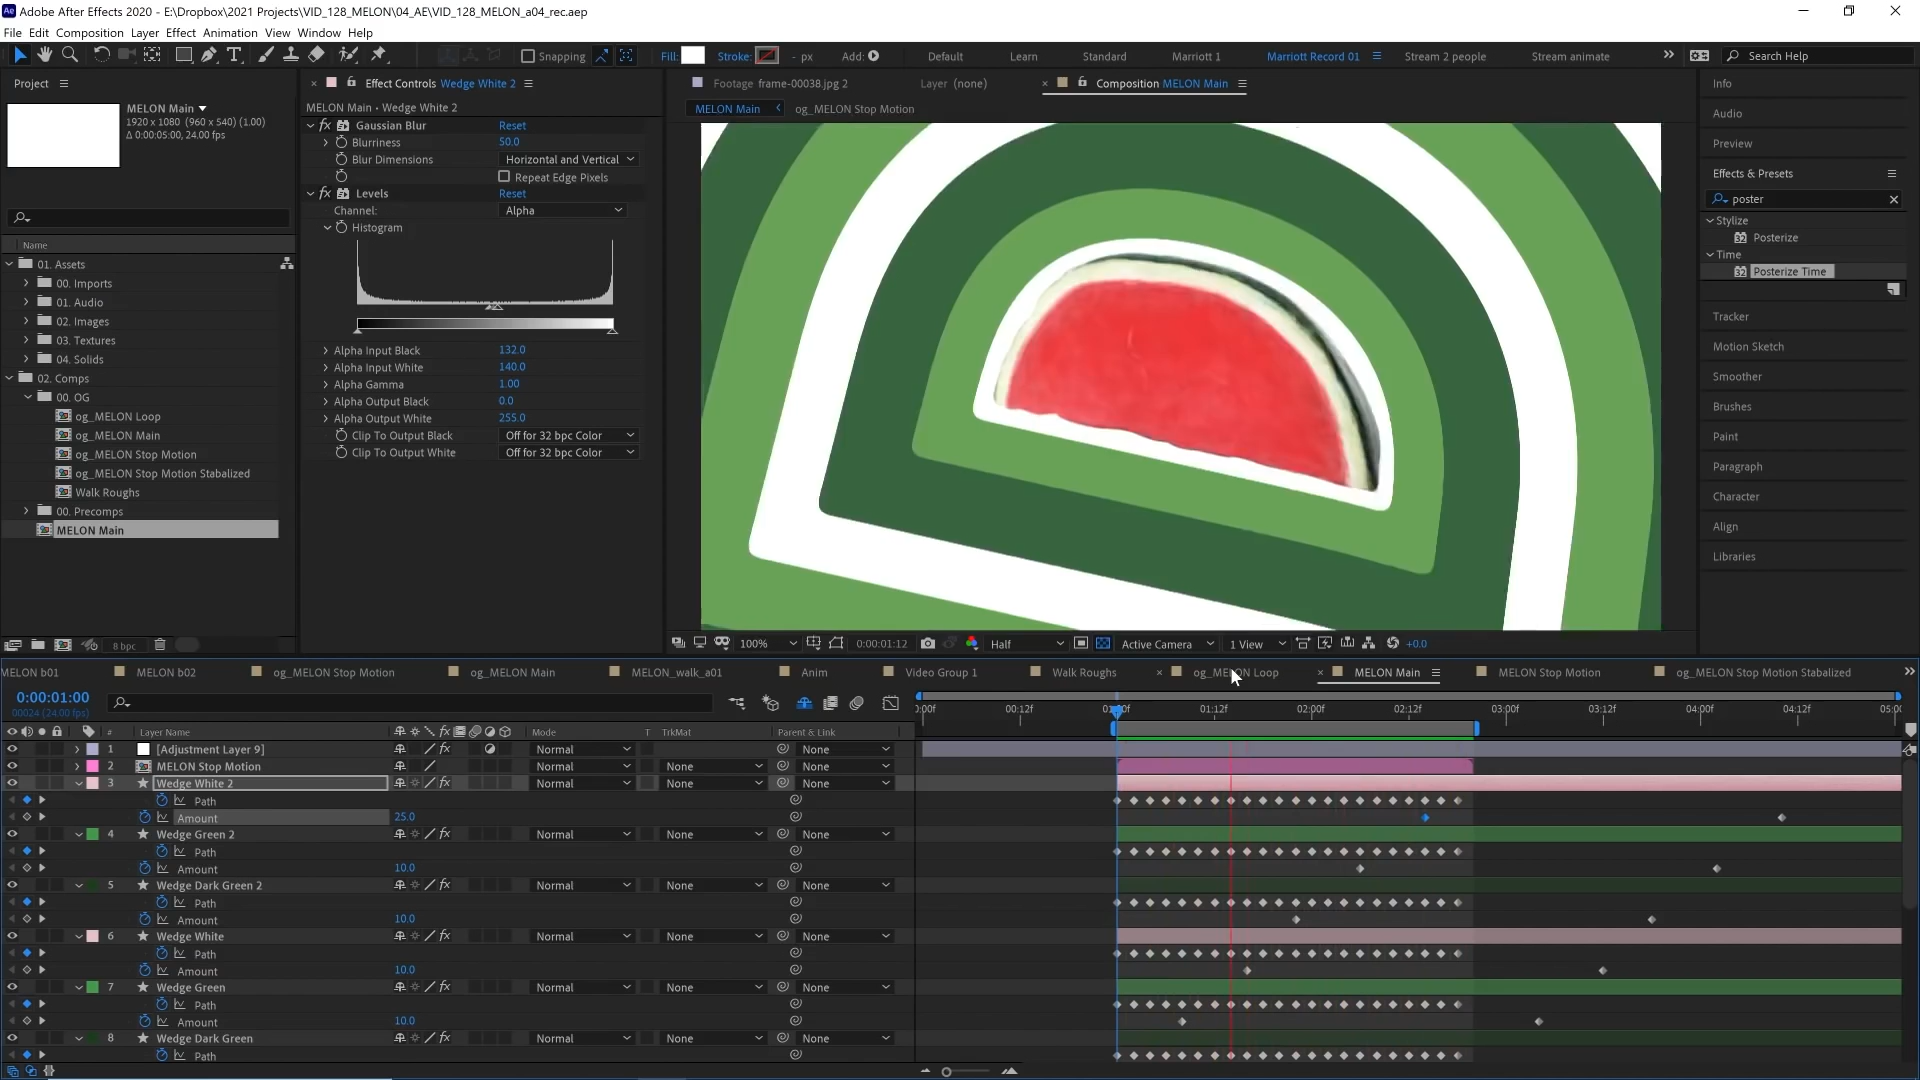 Adobe After Effects 2020 - E:\Dropbox\2021 Projects\VID_128_MELON\04_AE\VID_128_MELON_a04_rec.aep
File Edit Composition Layer Effect Animation View Window Help
Snapping Fill: Stroke: - px Add: Default Learn Standard Marriott 1 Marriott Record 01 Stream 2 people Stream animate Search Help
Project
MELON Main
1920 x 1080 (960 x 540) (1.00)
Δ 0:00:05:00, 24.00 fps
Name
01. Assets
00. Imports
01. Audio
02. Images
03. Textures
04. Solids
02. Comps
00. OG
og_MELON Loop
og_MELON Main
og_MELON Stop Motion
og_MELON Stop Motion Stabalized
Walk Roughs
00. Precomps
MELON Main
8 bpc
Effect Controls Wedge White 2
MELON Main • Wedge White 2
fx Gaussian Blur Reset
Blurriness 50.0
Blur Dimensions Horizontal and Vertical
Repeat Edge Pixels
fx Levels Reset
Channel: Alpha
Histogram
Alpha Input Black 132.0
Alpha Input White 140.0
Alpha Gamma 1.00
Alpha Output Black 0.0
Alpha Output White 255.0
Clip To Output Black Off for 32 bpc Color
Clip To Output White Off for 32 bpc Color
Footage frame-00038.jpg 2 Layer (none) Composition MELON Main
MELON Main og_MELON Stop Motion
100% 0:00:01:12 Half Active Camera 1 View +0.0
Info
Audio
Preview
Effects & Presets
poster
Stylize
Posterize
Time
Posterize Time
Tracker
Motion Sketch
Smoother
Brushes
Paint
Paragraph
Character
Align
Libraries
MELON b01 MELON b02 og_MELON Stop Motion og_MELON Main MELON_walk_a01 Anim Video Group 1 Walk Roughs og_MELON Loop MELON Main MELON Stop Motion og_MELON Stop Motion Stabalized
0:00:01:00
00024 (24.00 fps)
00:12f 01:12f 02:00f 02:12f 03:00f 03:12f 04:00f 04:12f
# Layer Name Mode T TrkMat Parent & Link
1 [Adjustment Layer 9] Normal None
2 MELON Stop Motion Normal None None
3 Wedge White 2 fx Normal None None
Path
Amount 25.0
4 Wedge Green 2 fx Normal None None
Path
Amount 10.0
5 Wedge Dark Green 2 fx Normal None None
Path
Amount 10.0
6 Wedge White fx Normal None None
Path
Amount 10.0
7 Wedge Green fx Normal None None
Path
Amount 10.0
8 Wedge Dark Green fx Normal None None
Path